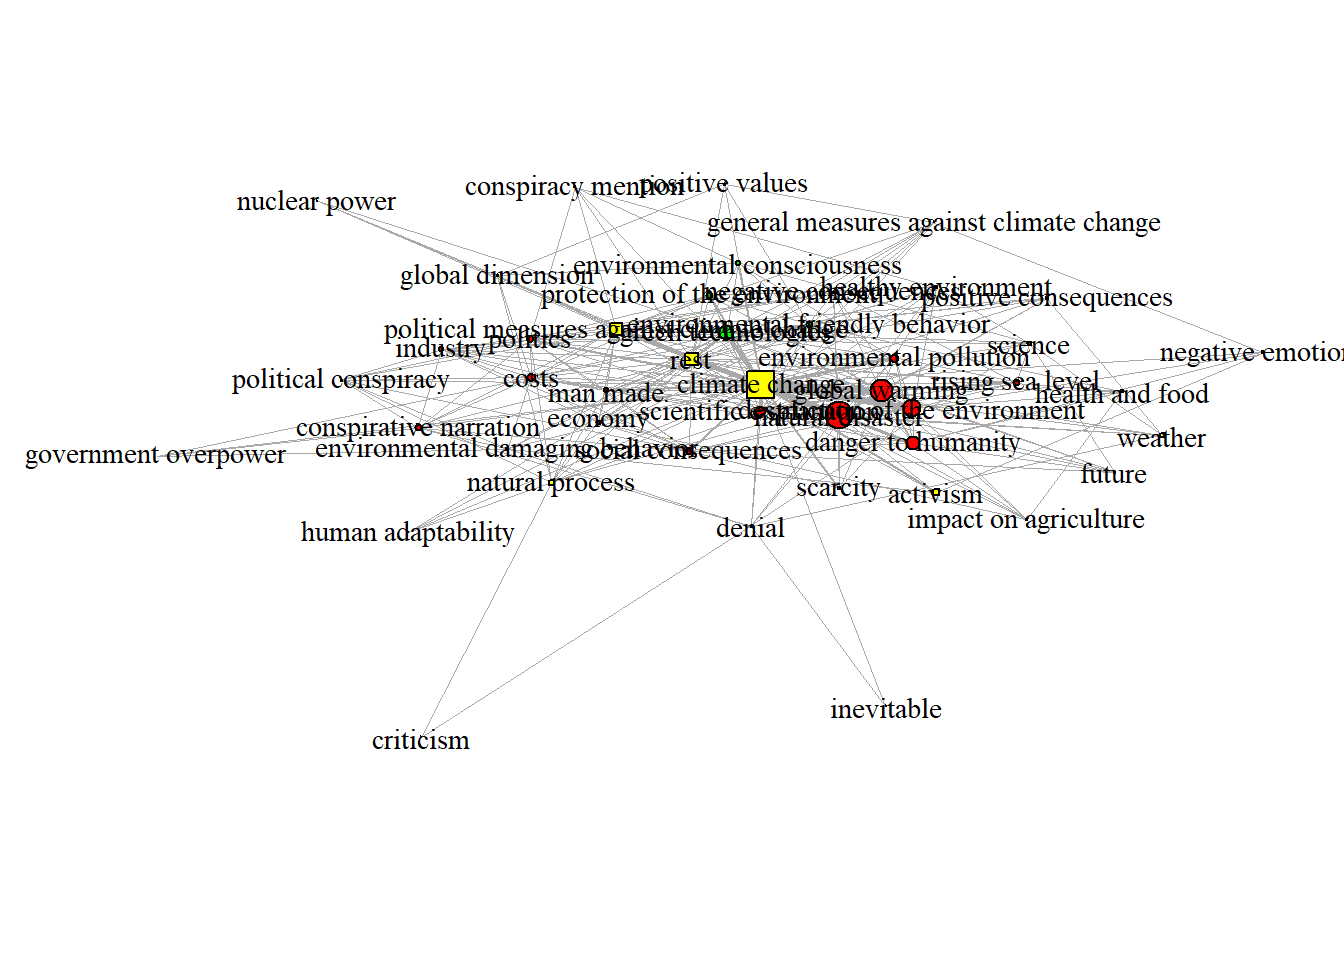 conspiracy mention
positive values
nuclear power
general measures against climate change
environmental consciousness
global dimension
healthy environment
protection of the environment
negative consequences
positive consequences
political measures against climate change
environmental friendly behavior
green technologies
politics
industry
science
negative emotion
rest
environmental pollution
political conspiracy
costs
man made.
climate change
global warming
rising sea level
health and food
destruction of the environment
economy
natural disaster
conspirative narration
weather
danger to humanity
environmental damaging behavior
social consequences
government overpower
future
natural process
scarcity
activism
impact on agriculture
human adaptability
denial
inevitable
criticism